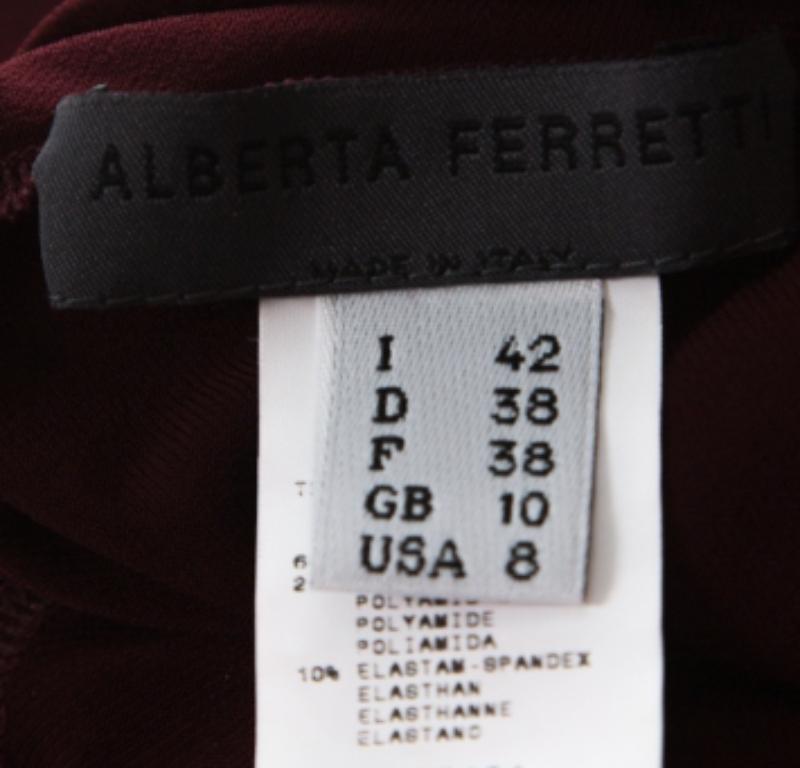 ALBERTA FERRETTI
MADE IN ITALY
I 42
D 38
F 38
GB 10
USA 8
POLYAMID
POLYAMIDE
POLIAMIDA
10% ELASTAM-SPANDEX
ELASTHAN
ELASTHANNE
ELASTANO